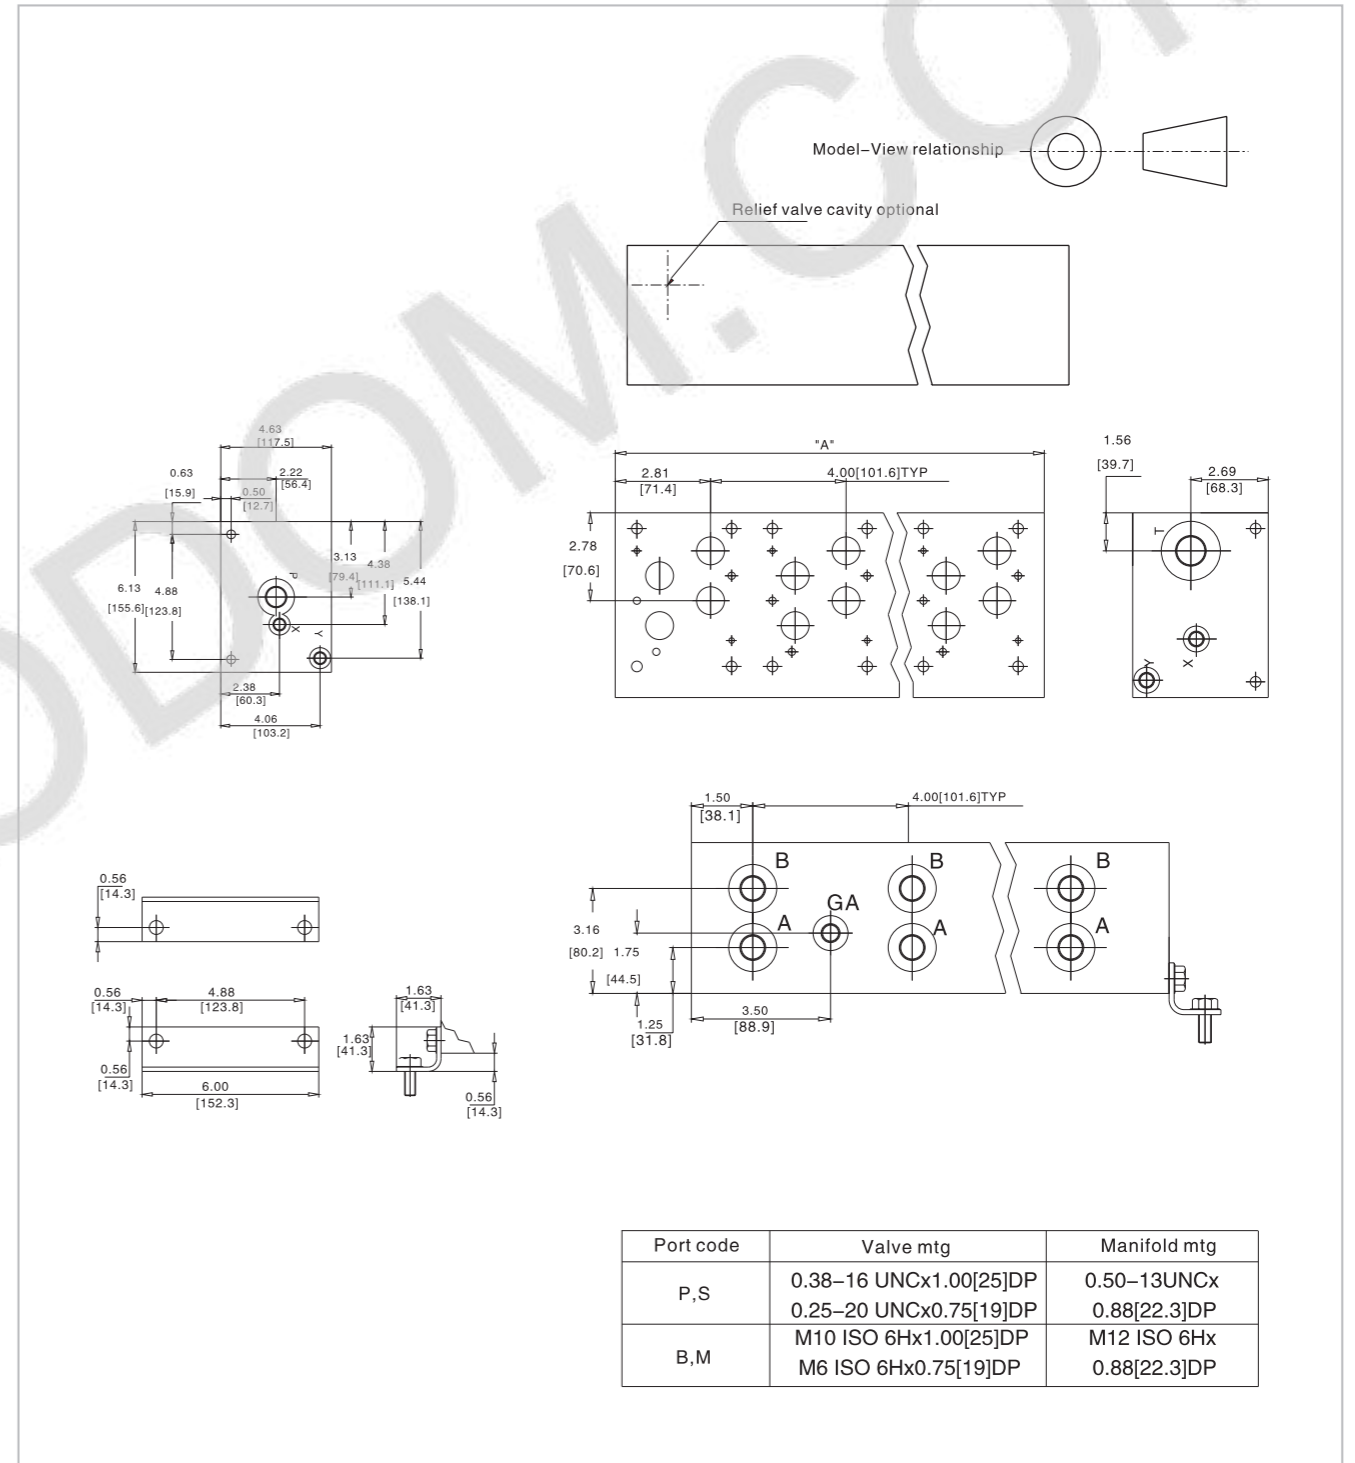 Model–View relationship
Relief valve cavity optional
4.63
[117.5]
0.63
[15.9]
2.22
[56.4]
0.50
[12.7]
3.13
[79.4]
4.38
[111.1]
5.44
[138.1]
6.13
[155.6]
4.88
[123.8]
P
X
Y
2.38
[60.3]
4.06
[103.2]
"A"
2.81
[71.4]
4.00[101.6]TYP
2.78
[70.6]
1.56
[39.7]
2.69
[68.3]
T
X
Y
1.50
[38.1]
4.00[101.6]TYP
B
B
B
GA
A
A
A
3.16
[80.2]
1.75
[44.5]
1.25
[31.8]
3.50
[88.9]
0.56
[14.3]
0.56
[14.3]
4.88
[123.8]
0.56
[14.3]
6.00
[152.3]
1.63
[41.3]
1.63
[41.3]
0.56
[14.3]
Port code Valve mtg Manifold mtg
P,S
0.38–16 UNCx1.00[25]DP 0.50–13UNCx
0.25–20 UNCx0.75[19]DP 0.88[22.3]DP
B,M
M10 ISO 6Hx1.00[25]DP M12 ISO 6Hx
M6 ISO 6Hx0.75[19]DP 0.88[22.3]DP